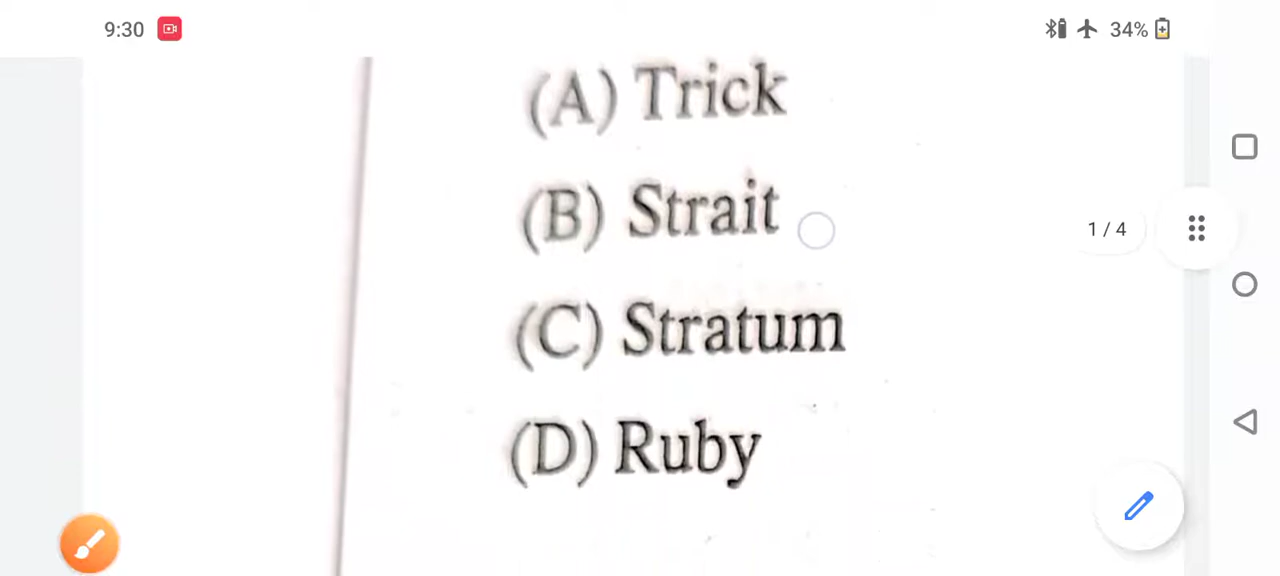 9:30
34%
(A) Trick
(B) Strait
1 / 4
(C) Stratum
(D) Ruby